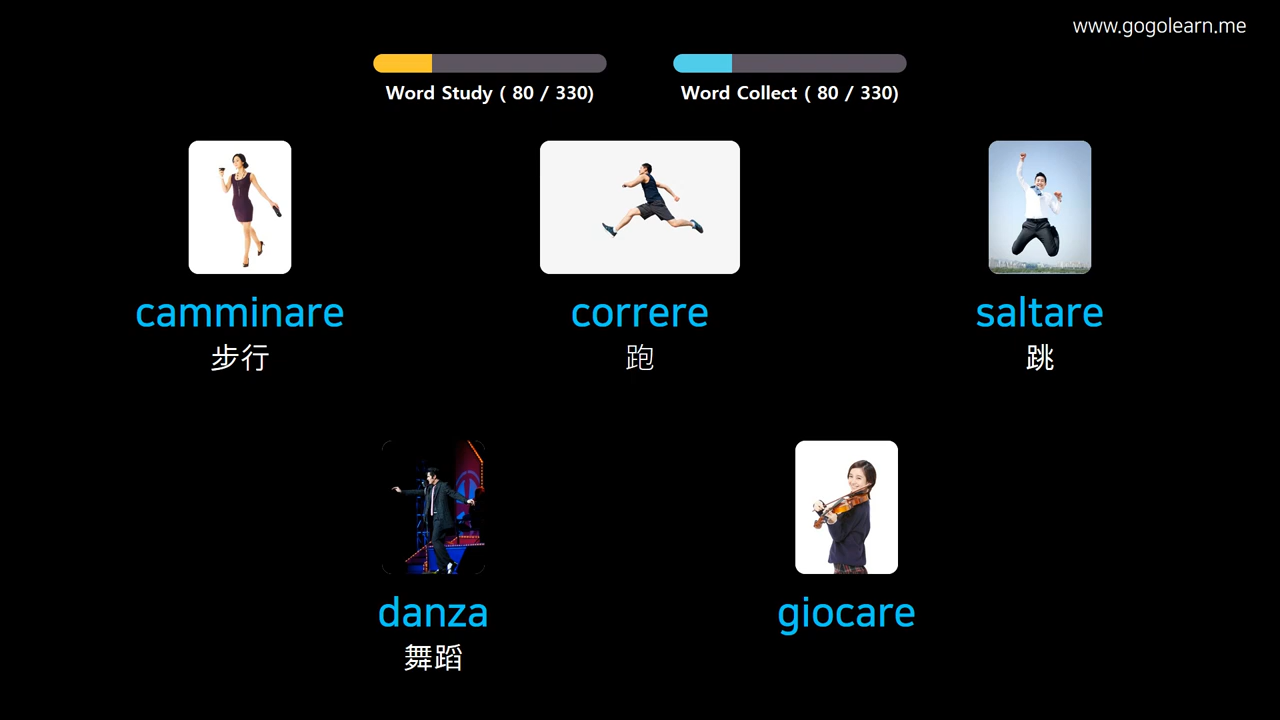 www.gogolearn.me
Word Study ( 80 / 330)
Word Collect ( 80 / 330)
camminare
步行
correre
跑
saltare
跳
danza
舞蹈
giocare